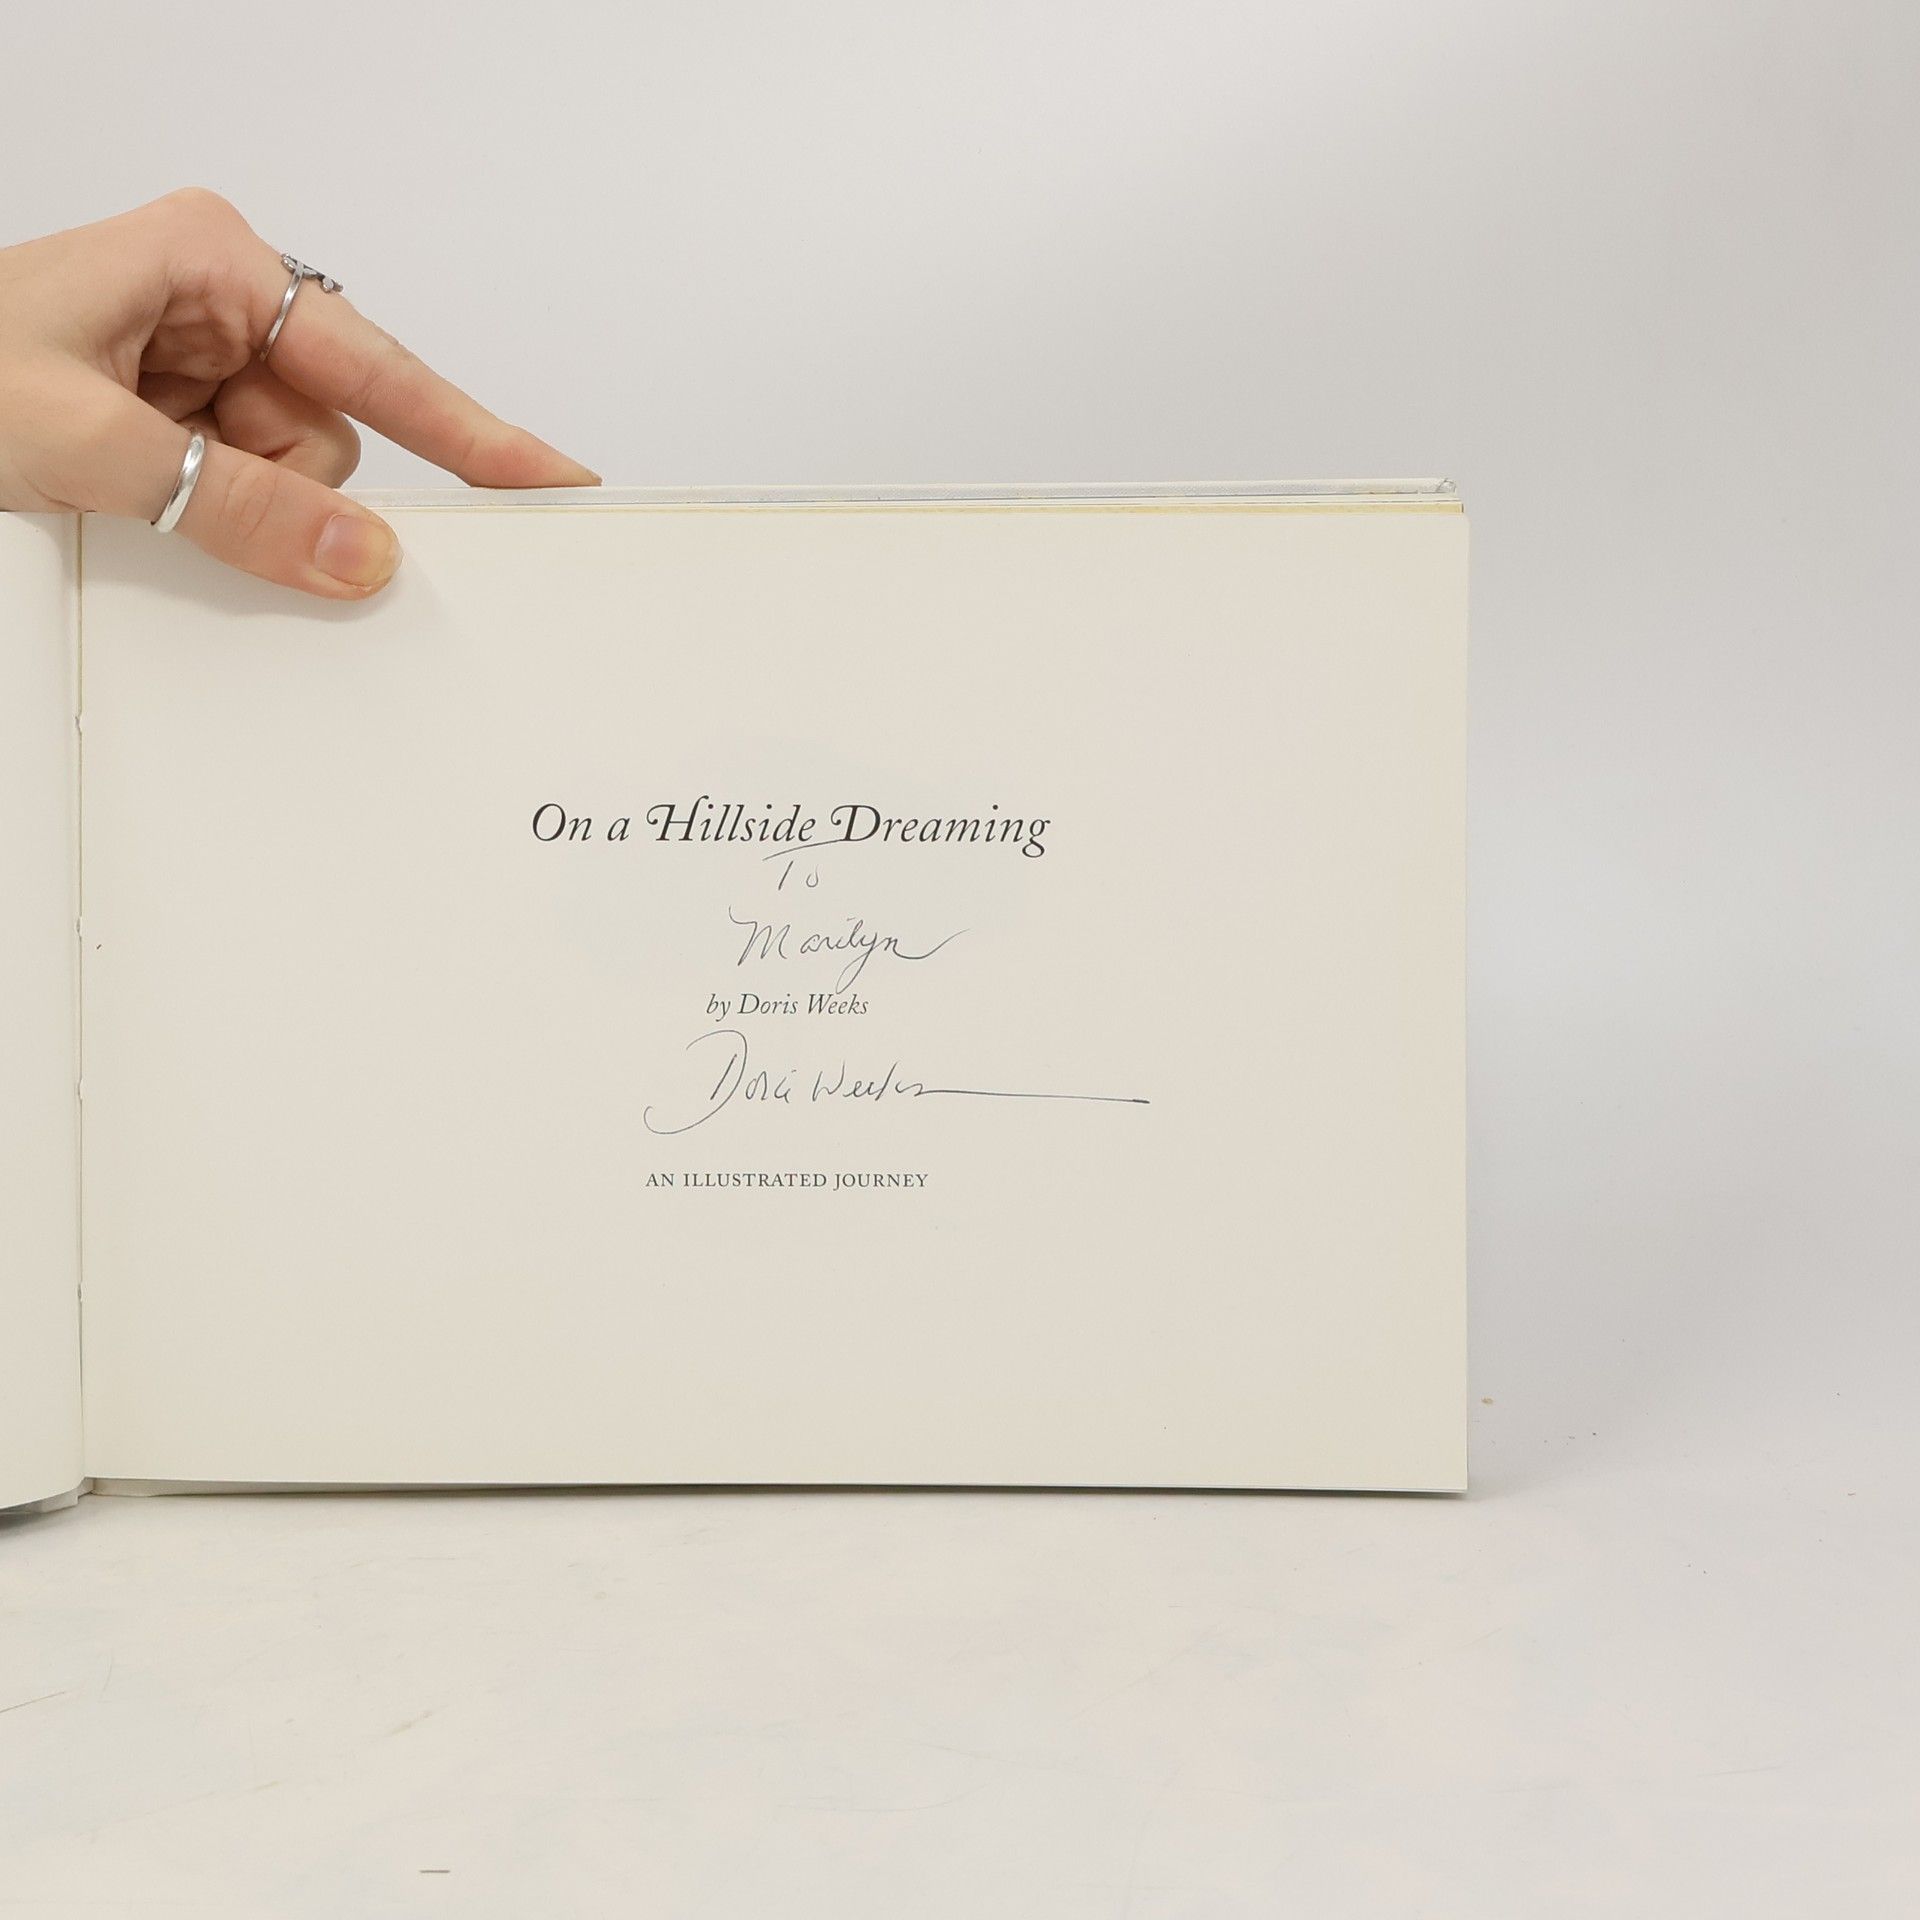 On a Hillside Dreaming
To
Marilyn
by Doris Weeks
Doris Weeks
AN ILLUSTRATED JOURNEY